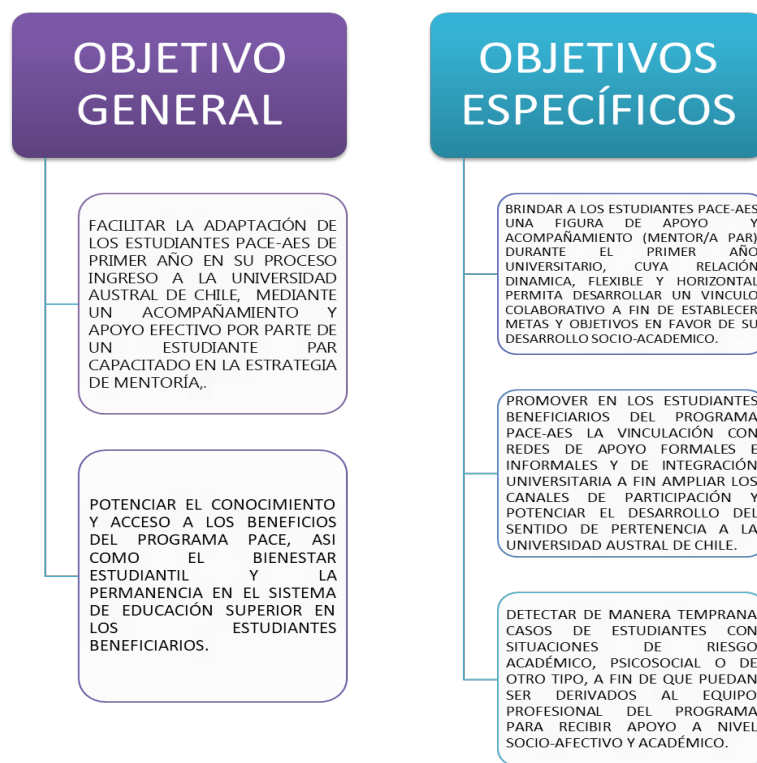 OBJETIVO
GENERAL
FACILITAR LA ADAPTACIÓN DE
LOS ESTUDIANTES PACE-AES DE
PRIMER AÑO EN SU PROCESO
INGRESO A LA UNIVERSIDAD
AUSTRAL DE CHILE, MEDIANTE
UN ACOMPAÑAMIENTO Y
APOYO EFECTIVO POR PARTE DE
UN ESTUDIANTE PAR
CAPACITADO EN LA ESTRATEGIA
DE MENTORÍA,.
POTENCIAR EL CONOCIMIENTO
Y ACCESO A LOS BENEFICIOS
DEL PROGRAMA PACE, ASI
COMO EL BIENESTAR
ESTUDIANTIL Y LA
PERMANENCIA EN EL SISTEMA
DE EDUCACIÓN SUPERIOR EN
LOS ESTUDIANTES
BENEFICIARIOS.
OBJETIVOS
ESPECÍFICOS
BRINDAR A LOS ESTUDIANTES PACE-AES
UNA FIGURA DE APOYO Y
ACOMPAÑAMIENTO (MENTOR/A PAR)
DURANTE EL PRIMER AÑO
UNIVERSITARIO, CUYA RELACIÓN
DINAMICA, FLEXIBLE Y HORIZONTAL
PERMITA DESARROLLAR UN VINCULO
COLABORATIVO A FIN DE ESTABLECER
METAS Y OBJETIVOS EN FAVOR DE SU
DESARROLLO SOCIO-ACADEMICO.
PROMOVER EN LOS ESTUDIANTES
BENEFICIARIOS DEL PROGRAMA
PACE-AES LA VINCULACIÓN CON
REDES DE APOYO FORMALES E
INFORMALES Y DE INTEGRACIÓN
UNIVERSITARIA A FIN AMPLIAR LOS
CANALES DE PARTICIPACIÓN Y
POTENCIAR EL DESARROLLO DEL
SENTIDO DE PERTENENCIA A LA
UNIVERSIDAD AUSTRAL DE CHILE.
DETECTAR DE MANERA TEMPRANA
CASOS DE ESTUDIANTES CON
SITUACIONES DE RIESGO
ACADÉMICO, PSICOSOCIAL O DE
OTRO TIPO, A FIN DE QUE PUEDAN
SER DERIVADOS AL EQUIPO
PROFESIONAL DEL PROGRAMA
PARA RECIBIR APOYO A NIVEL
SOCIO-AFECTIVO Y ACADÉMICO.